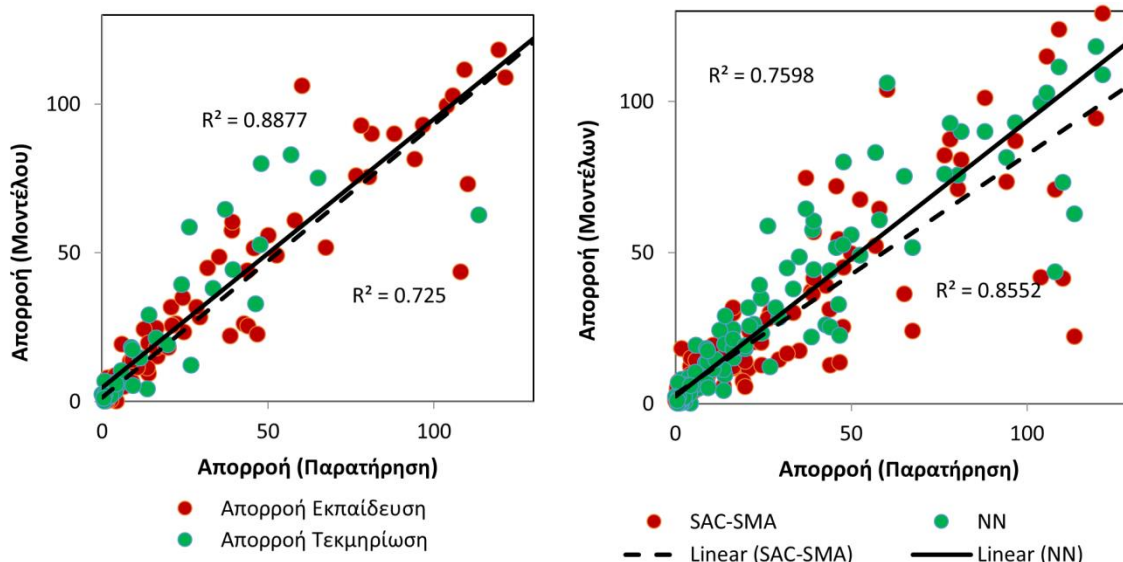 Απορροή (Μοντέλου)
100
50
0
R² = 0.8877
R² = 0.725
0
50
100
Απορροή (Παρατήρηση)
Απορροή Εκπαίδευση
Απορροή Τεκμηρίωση
Απορροή (Μοντέλων)
100
50
0
R² = 0.7598
R² = 0.8552
0
50
100
Απορροή (Παρατήρηση)
SAC-SMA
NN
Linear (SAC-SMA)
Linear (NN)